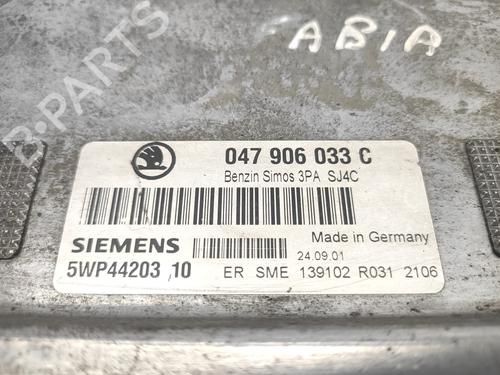 ABIA
B-PARTS
047 906 033 C
Benzin Simos 3PA SJ4C
SIEMENS
Made in Germany
24.09.01
5WP44203 10
ER SME 139102 R031 2106